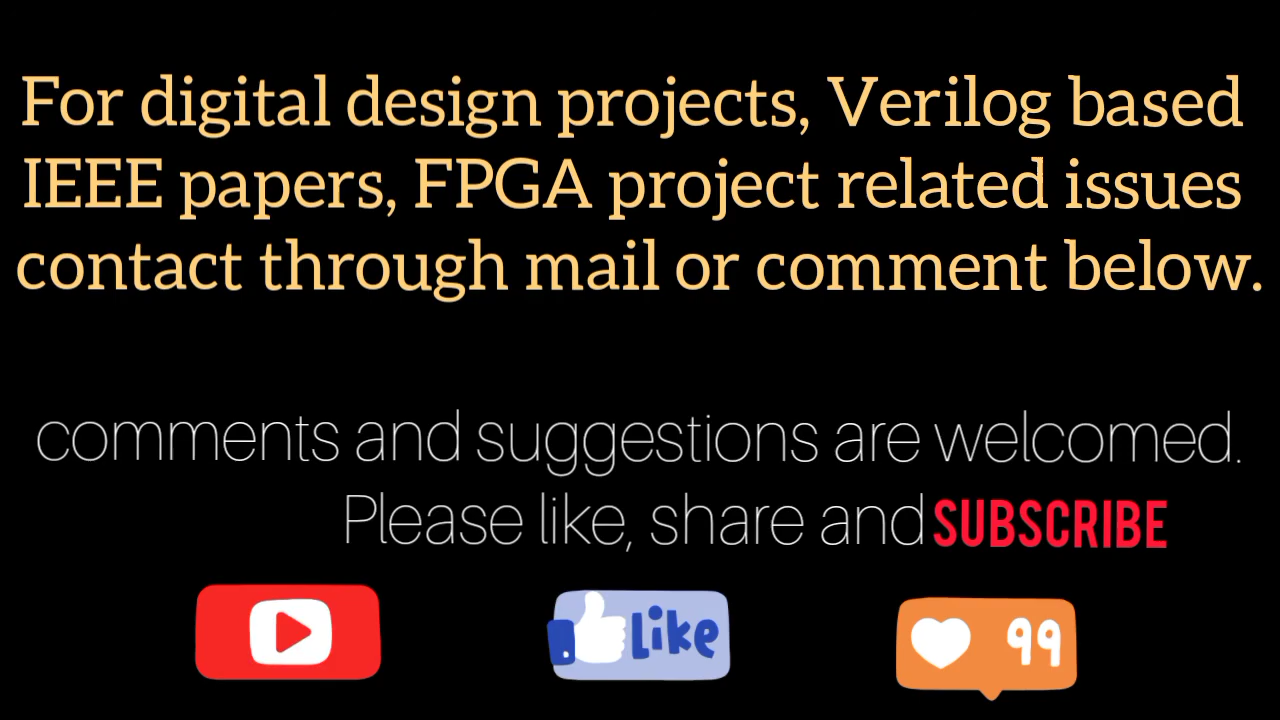 For digital design projects, Verilog based
IEEE papers, FPGA project related issues
contact through mail or comment below.
comments and suggestions are welcomed.
Please like, share and SUBSCRIBE
like
99